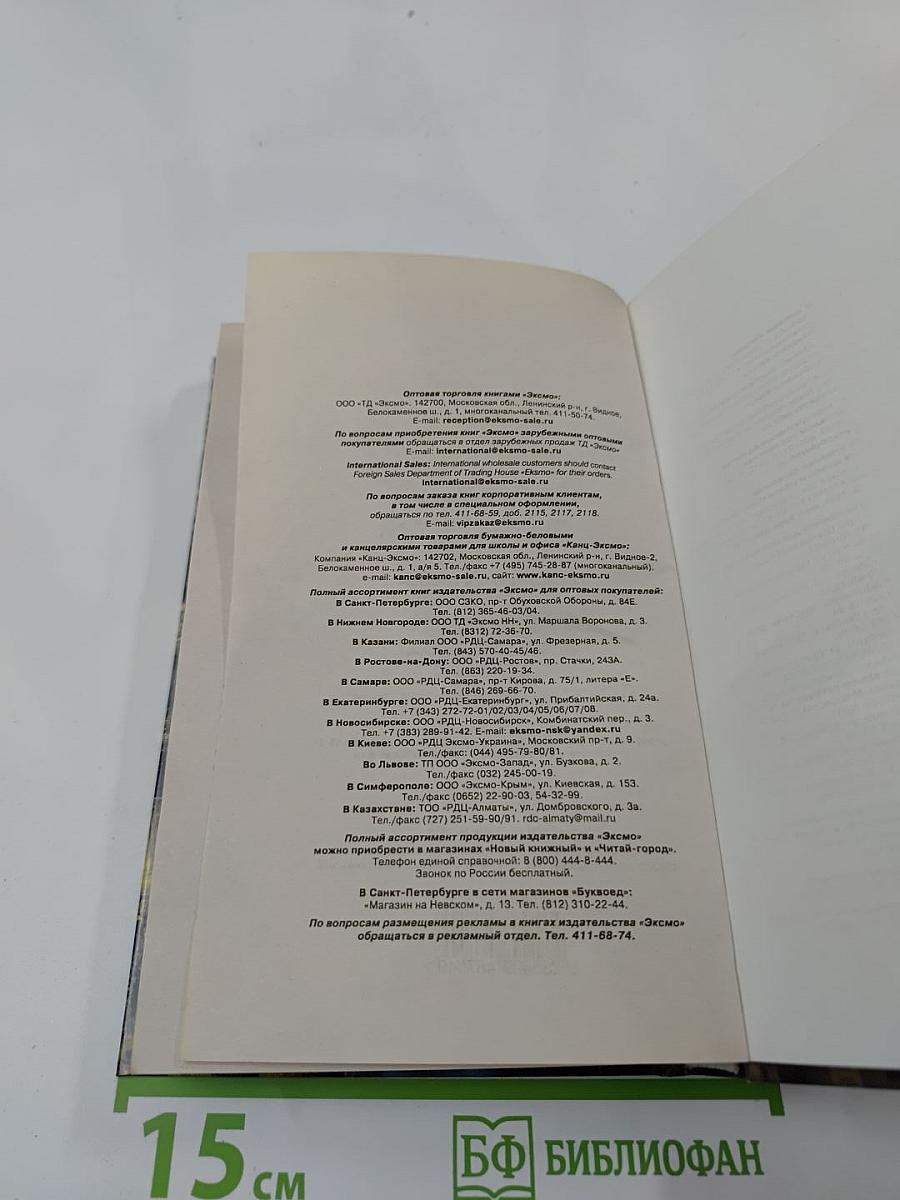 Оптовая торговля книгами «Эксмо»:
ООО «ТД «Эксмо». 142700, Московская обл., Ленинский р-н, г. Видное,
Белокаменное ш., д. 1, многоканальный тел. 411-50-74.
E-mail: reception@eksmo-sale.ru
По вопросам приобретения книг «Эксмо» зарубежными оптовыми
покупателями обращаться в отдел зарубежных продаж ТД «Эксмо»
E-mail: international@eksmo-sale.ru
International Sales: International wholesale customers should contact
Foreign Sales Department of Trading House «Eksmo» for their orders.
international@eksmo-sale.ru
По вопросам заказа книг корпоративным клиентам,
в том числе в специальном оформлении,
обращаться по тел. 411-68-59, доб. 2115, 2117, 2118.
E-mail: vipzakaz@eksmo.ru
Оптовая торговля бумажно-беловыми
и канцелярскими товарами для школы и офиса «Канц-Эксмо»:
Компания «Канц-Эксмо»: 142702, Московская обл., Ленинский р-н, г. Видное-2,
Белокаменное ш., д. 1, а/я 5. Тел./факс +7 (495) 745-28-87 (многоканальный).
e-mail: kanc@eksmo-sale.ru, сайт: www.kanc-eksmo.ru
Полный ассортимент книг издательства «Эксмо» для оптовых покупателей:
В Санкт-Петербурге: ООО СЗКО, пр-т Обуховской Обороны, д. 84Е.
Тел. (812) 365-46-03/04.
В Нижнем Новгороде: ООО ТД «Эксмо НН», ул. Маршала Воронова, д. 3.
Тел. (8312) 72-36-70.
В Казани: Филиал ООО «РДЦ-Самара», ул. Фрезерная, д. 5.
Тел. (843) 570-40-45/46.
В Ростове-на-Дону: ООО «РДЦ-Ростов», пр. Стачки, 243А.
Тел. (863) 220-19-34.
В Самаре: ООО «РДЦ-Самара», пр-т Кирова, д. 75/1, литера «Е».
Тел. (846) 269-66-70.
В Екатеринбурге: ООО «РДЦ-Екатеринбург», ул. Прибалтийская, д. 24а.
Тел. +7 (343) 272-72-01/02/03/04/05/06/07/08.
В Новосибирске: ООО «РДЦ-Новосибирск», Комбинатский пер., д. 3.
Тел. +7 (383) 289-91-42. E-mail: eksmo-nsk@yandex.ru
В Киеве: ООО «РДЦ Эксмо-Украина», Московский пр-т, д. 9.
Тел./факс: (044) 495-79-80/81.
Во Львове: ТП ООО «Эксмо-Запад», ул. Бузкова, д. 2.
Тел./факс (032) 245-00-19.
В Симферополе: ООО «Эксмо-Крым», ул. Киевская, д. 153.
Тел./факс (0652) 22-90-03, 54-32-99.
В Казахстане: ТОО «РДЦ-Алматы», ул. Домбровского, д. 3а.
Тел./факс (727) 251-59-90/91. rdc-almaty@mail.ru
Полный ассортимент продукции издательства «Эксмо»
можно приобрести в магазинах «Новый книжный» и «Читай-город».
Телефон единой справочной: 8 (800) 444-8-444.
Звонок по России бесплатный.
В Санкт-Петербурге в сети магазинов «Буквоед»:
«Магазин на Невском», д. 13. Тел. (812) 310-22-44.
По вопросам размещения рекламы в книгах издательства «Эксмо»
обращаться в рекламный отдел. Тел. 411-68-74.
15 см
БФ БИБЛИОФАН